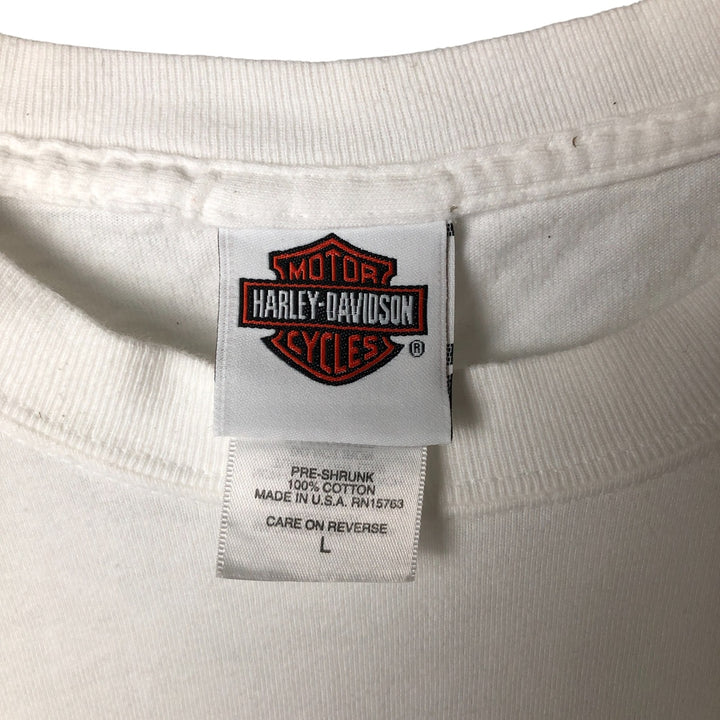 MOTOR
HARLEY-DAVIDSON
CYCLES
®
PRE-SHRUNK
100% COTTON
MADE IN U.S.A. RN15763
CARE ON REVERSE
L